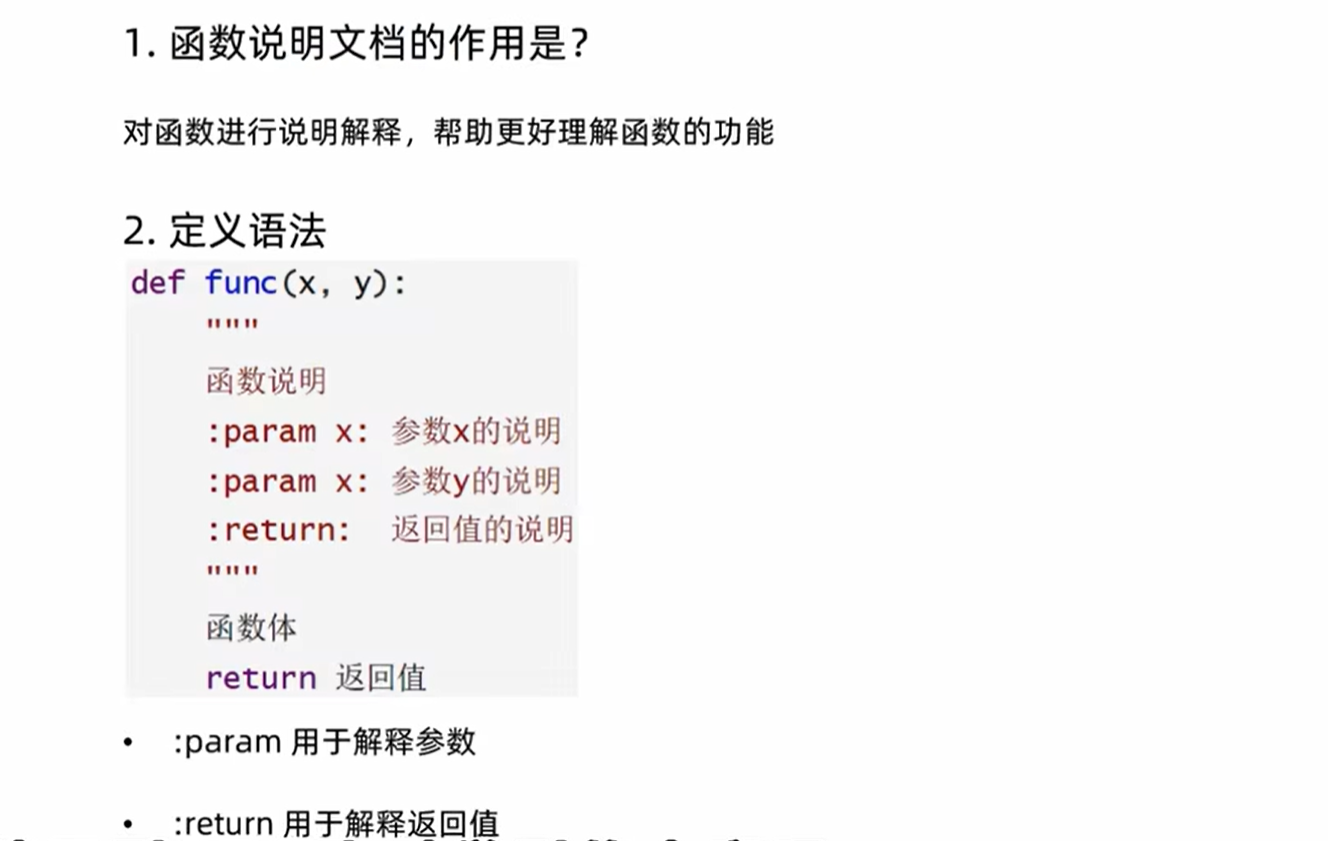 1. 函数说明文档的作用是？
对函数进行说明解释，帮助更好理解函数的功能
2. 定义语法
def func(x, y):
"""
函数说明
:param x: 参数x的说明
:param x: 参数y的说明
:return: 返回值的说明
"""
函数体
return 返回值
• :param 用于解释参数
• :return 用于解释返回值